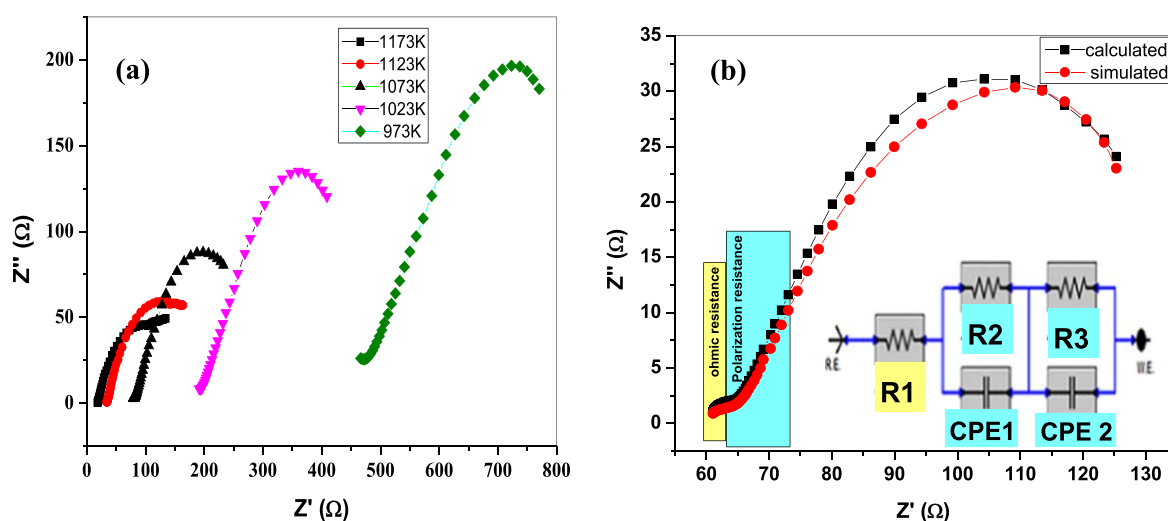 (a)
1173K
1123K
1073K
1023K
973K
200
150
100
50
0
Z'' (Ω)
0 100 200 300 400 500 600 700 800
Z' (Ω)
(b)
calculated
simulated
35
30
25
20
15
10
5
0
Z'' (Ω)
ohmic resistance
Polarization resistance
R.E.
R1
R2
R3
CPE1
CPE 2
W.E.
60 70 80 90 100 110 120 130
Z' (Ω)